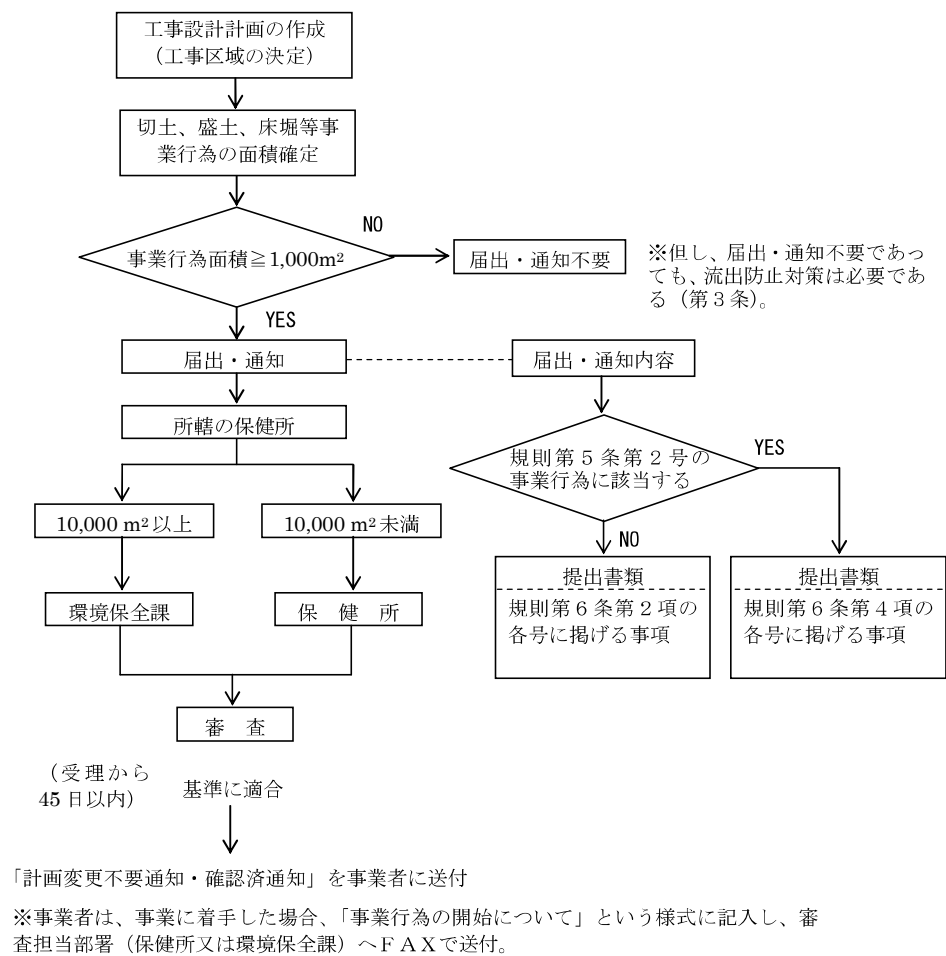 工事設計計画の作成
（工事区域の決定）
切土、盛土、床堀等事
業行為の面積確定
NO
事業行為面積≧1,000m²
届出・通知不要
※但し、届出・通知不要であっ
ても、流出防止対策は必要であ
る（第３条）。
YES
届出・通知
届出・通知内容
所轄の保健所
規則第５条第２号の
事業行為に該当する
YES
10,000 m²以上
10,000 m²未満
NO
環境保全課
保　健　所
提出書類
規則第６条第２項の
各号に掲げる事項
提出書類
規則第６条第４項の
各号に掲げる事項
審　査
（受理から
45 日以内）
基準に適合
「計画変更不要通知・確認済通知」を事業者に送付
※事業者は、事業に着手した場合、「事業行為の開始について」という様式に記入し、審
査担当部署（保健所又は環境保全課）へＦＡＸで送付。